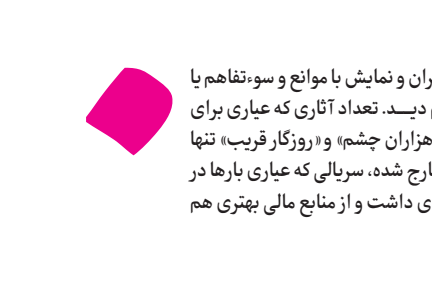 ران و نمایش با موانع و سوءتفاهم یا
دیــد. تعداد آثاری که عیاری برای
هزاران چشم» و «روزگار قریب» تنها
ارج شده، سریالی که عیاری بارها در
ی داشت و از منابع مالی بهتری هم